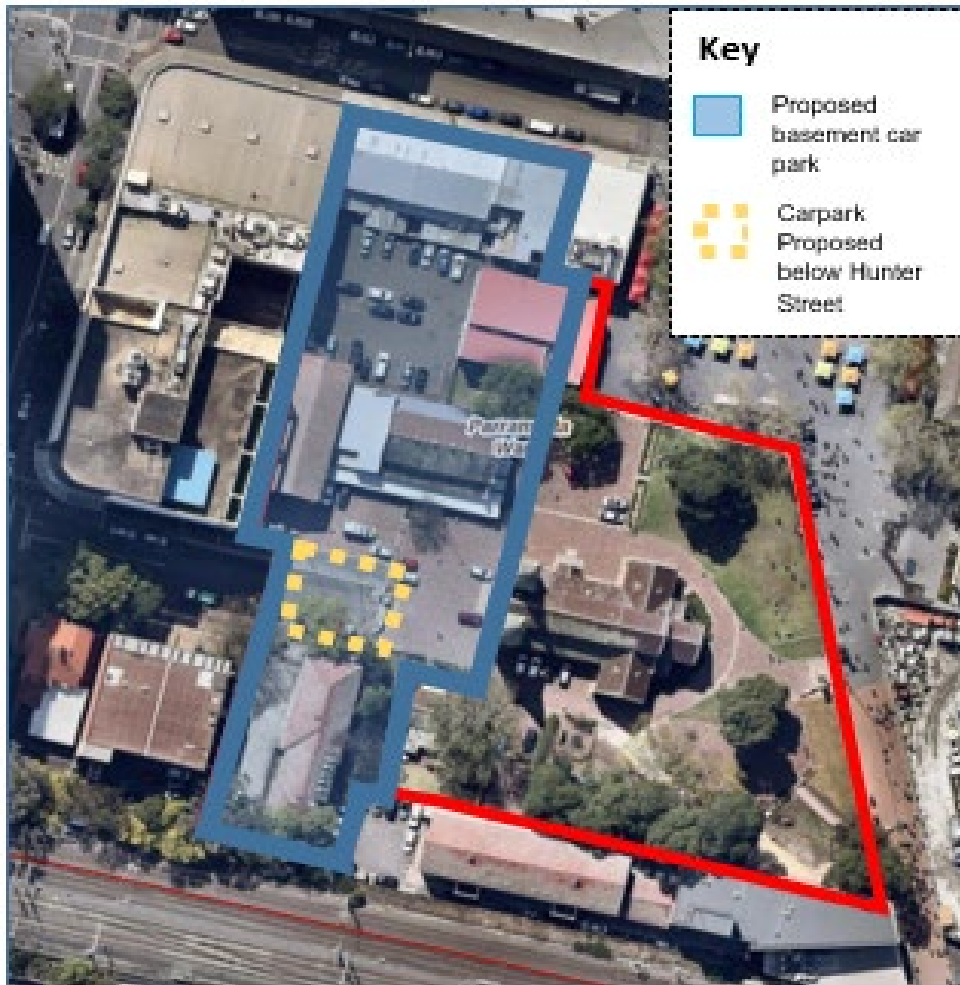 Key
Proposed
basement car
park
Carpark
Proposed
below Hunter
Street